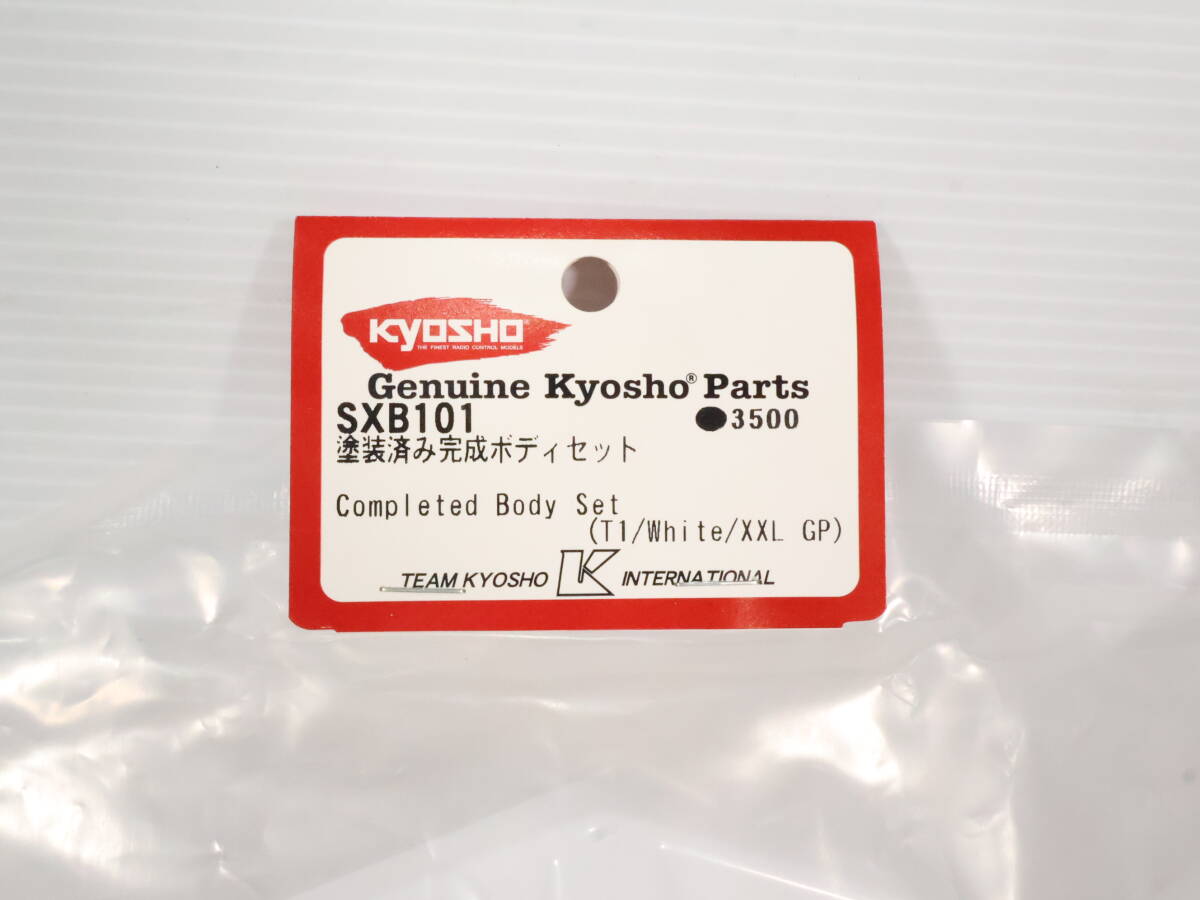 KYOSHO®
THE FINEST RADIO CONTROL MODELS
Genuine Kyosho® Parts
SXB101 ●3500
塗装済み完成ボディセット
Completed Body Set
(T1/White/XXL GP)
TEAM KYOSHO K INTERNATIONAL